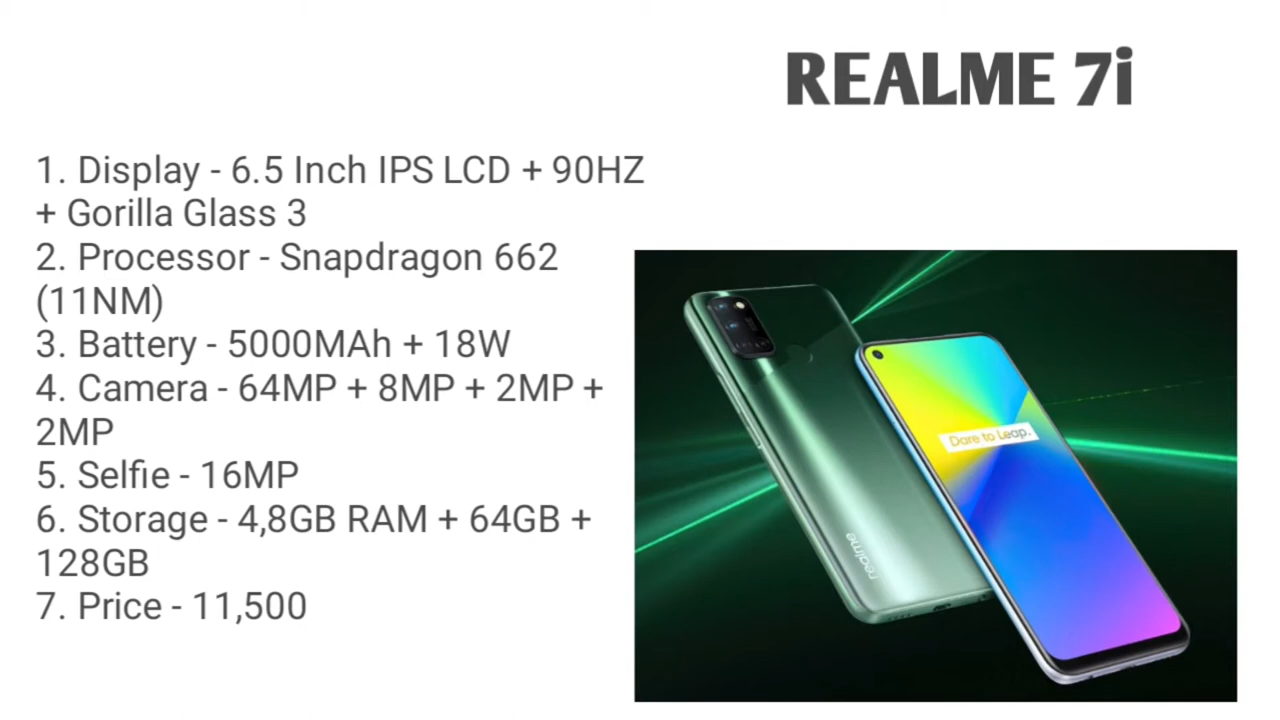 REALME 7i
1. Display - 6.5 Inch IPS LCD + 90HZ
+ Gorilla Glass 3
2. Processor - Snapdragon 662
(11NM)
3. Battery - 5000MAh + 18W
4. Camera - 64MP + 8MP + 2MP +
2MP
5. Selfie - 16MP
6. Storage - 4,8GB RAM + 64GB +
128GB
7. Price - 11,500
Dare to Leap.
realme